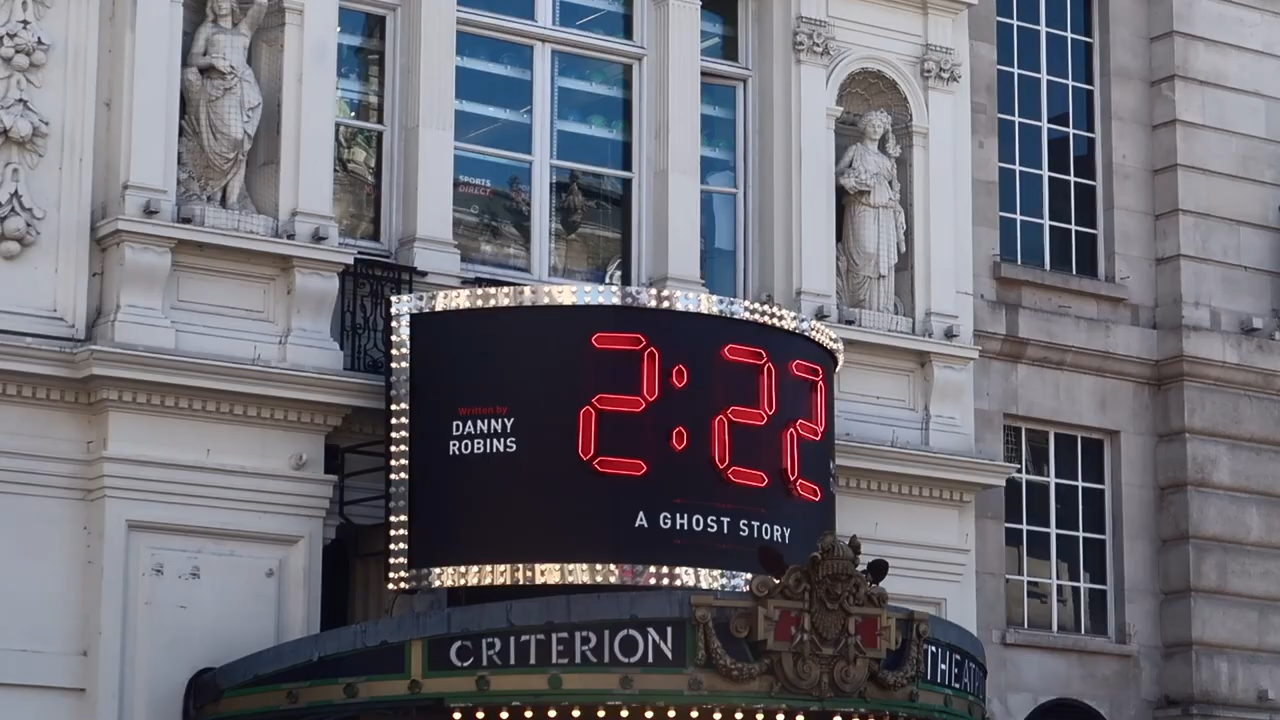 SPORTS
DIRECT
2:22
Written by
DANNY
ROBINS
A GHOST STORY
CRITERION
THEATR